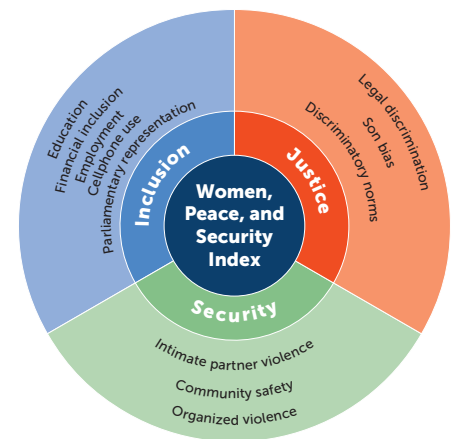 Women,
Peace, and
Security
Index
Inclusion
Education
Financial inclusion
Employment
Cellphone use
Parliamentary representation
Justice
Legal discrimination
Son bias
Discriminatory norms
Security
Intimate partner violence
Community safety
Organized violence